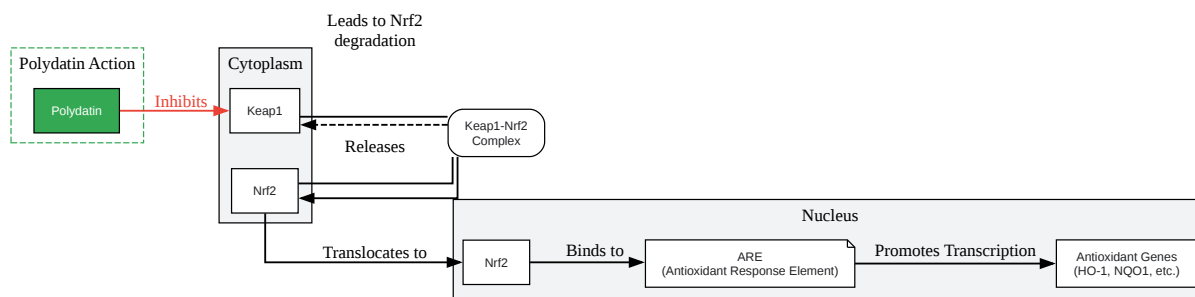 Leads to Nrf2
degradation
Polydatin Action
Cytoplasm
Polydatin
Inhibits
Keap1
Keap1-Nrf2
Complex
Releases
Nrf2
Nucleus
Translocates to
Nrf2
Binds to
ARE
(Antioxidant Response Element)
Promotes Transcription
Antioxidant Genes
(HO-1, NQO1, etc.)